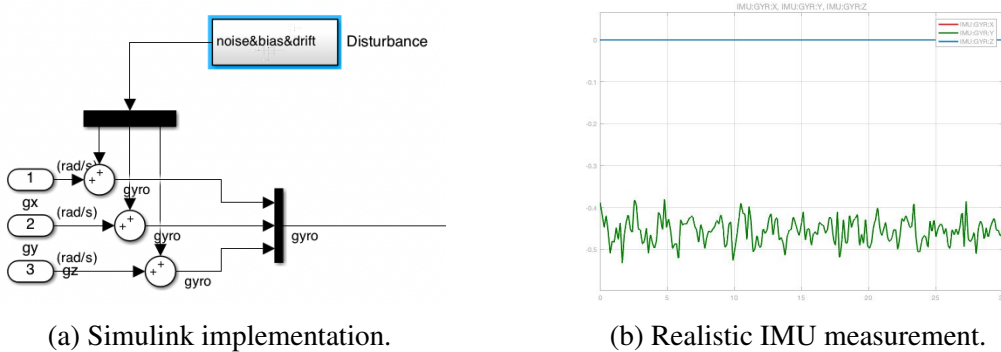 noise&bias&drift
Disturbance
(rad/s)
1
gx
gyro
(rad/s)
2
gy
gyro
gyro
(rad/s)
3
gz
gyro
IMU:GYR:X, IMU:GYR:Y, IMU:GYR:Z
IMU:GYR:X
IMU:GYR:Y
IMU:GYR:Z
0
-0.1
-0.2
-0.3
-0.4
-0.5
0
5
10
15
20
25
(a) Simulink implementation.
(b) Realistic IMU measurement.